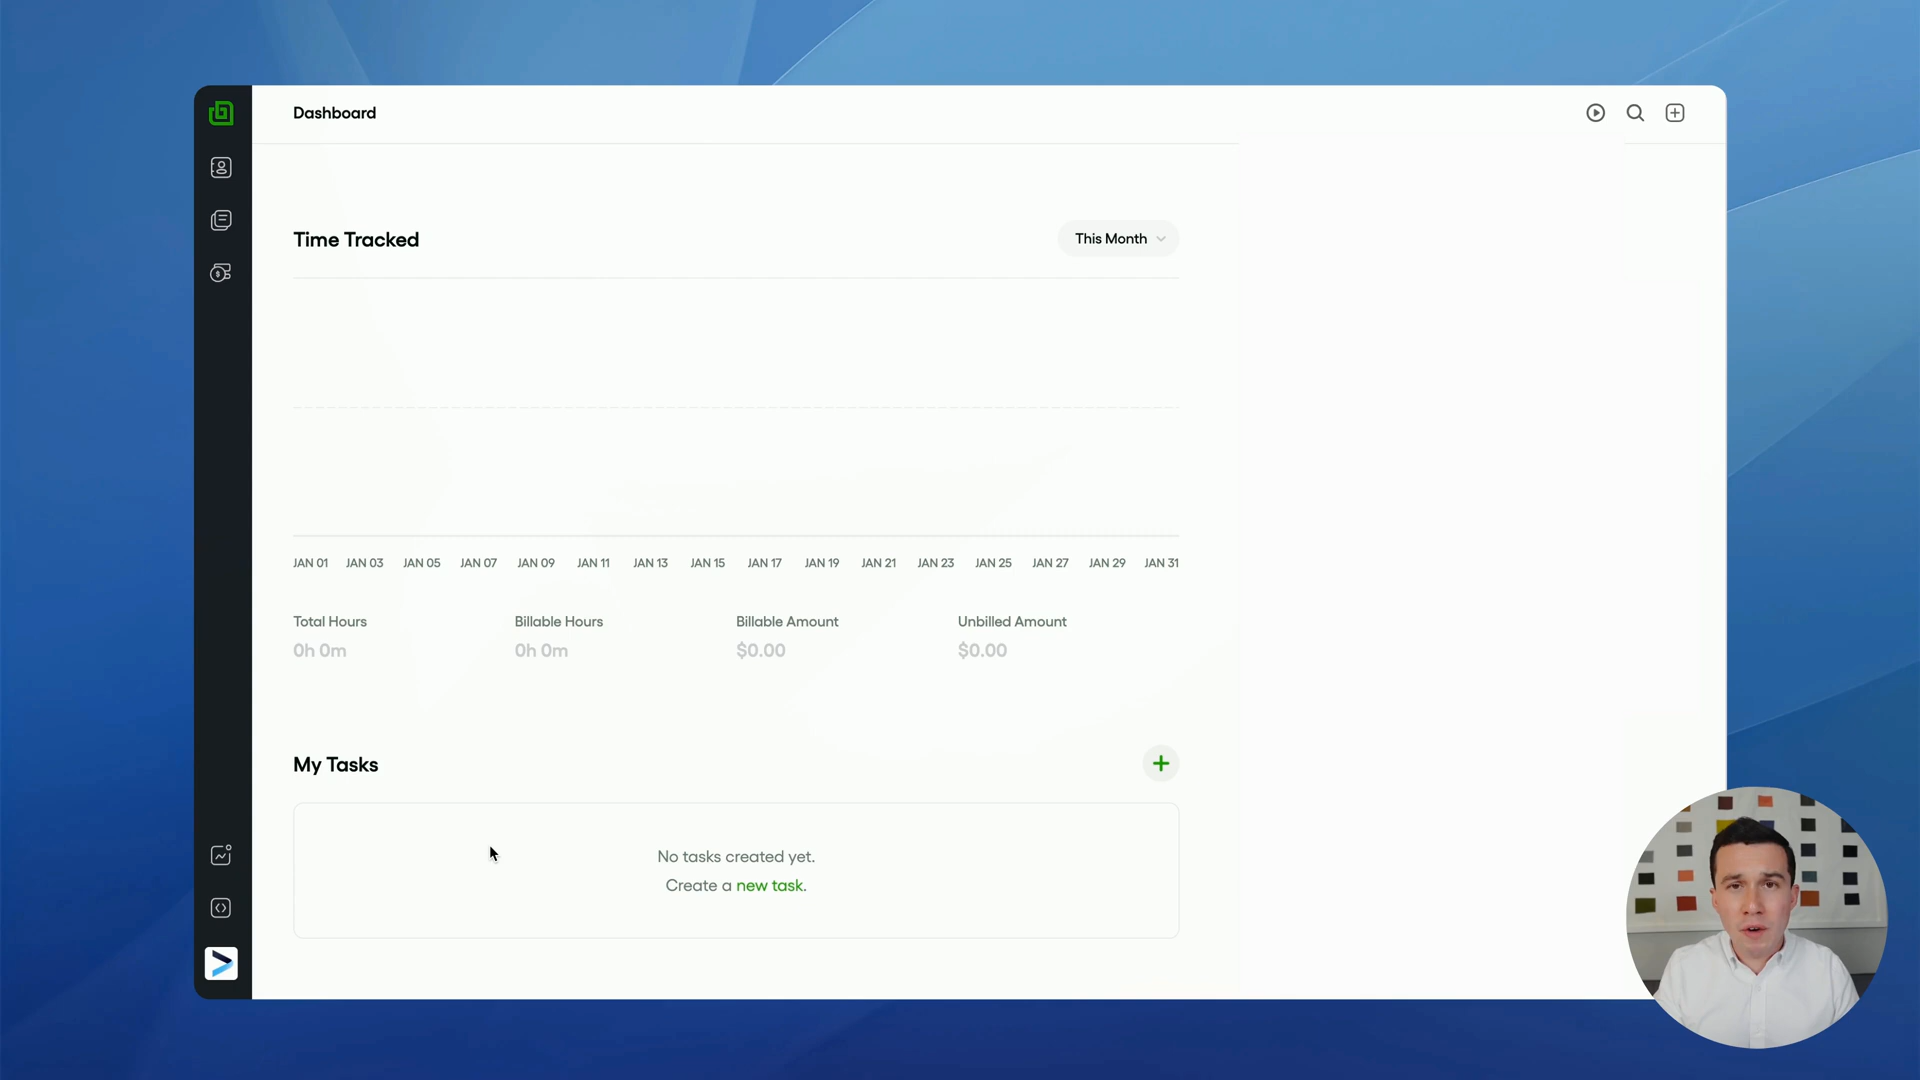 Dashboard
Time Tracked
This Month
JAN 01 JAN 03 JAN 05 JAN 07 JAN 09 JAN 11 JAN 13 JAN 15 JAN 17 JAN 19 JAN 21 JAN 23 JAN 25 JAN 27 JAN 29 JAN 31
Total Hours Billable Hours Billable Amount Unbilled Amount
0h 0m 0h 0m $0.00 $0.00
My Tasks
No tasks created yet.
Create a new task.